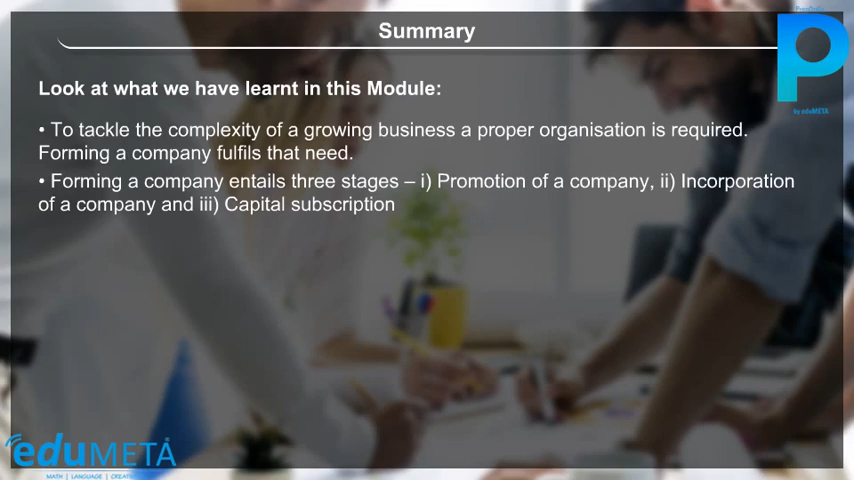 Summary
Look at what we have learnt in this Module:
• To tackle the complexity of a growing business a proper organisation is required.
Forming a company fulfils that need.
• Forming a company entails three stages – i) Promotion of a company, ii) Incorporation
of a company and iii) Capital subscription
P
by eduMETA
eduMETA
MATH | LANGUAGE |